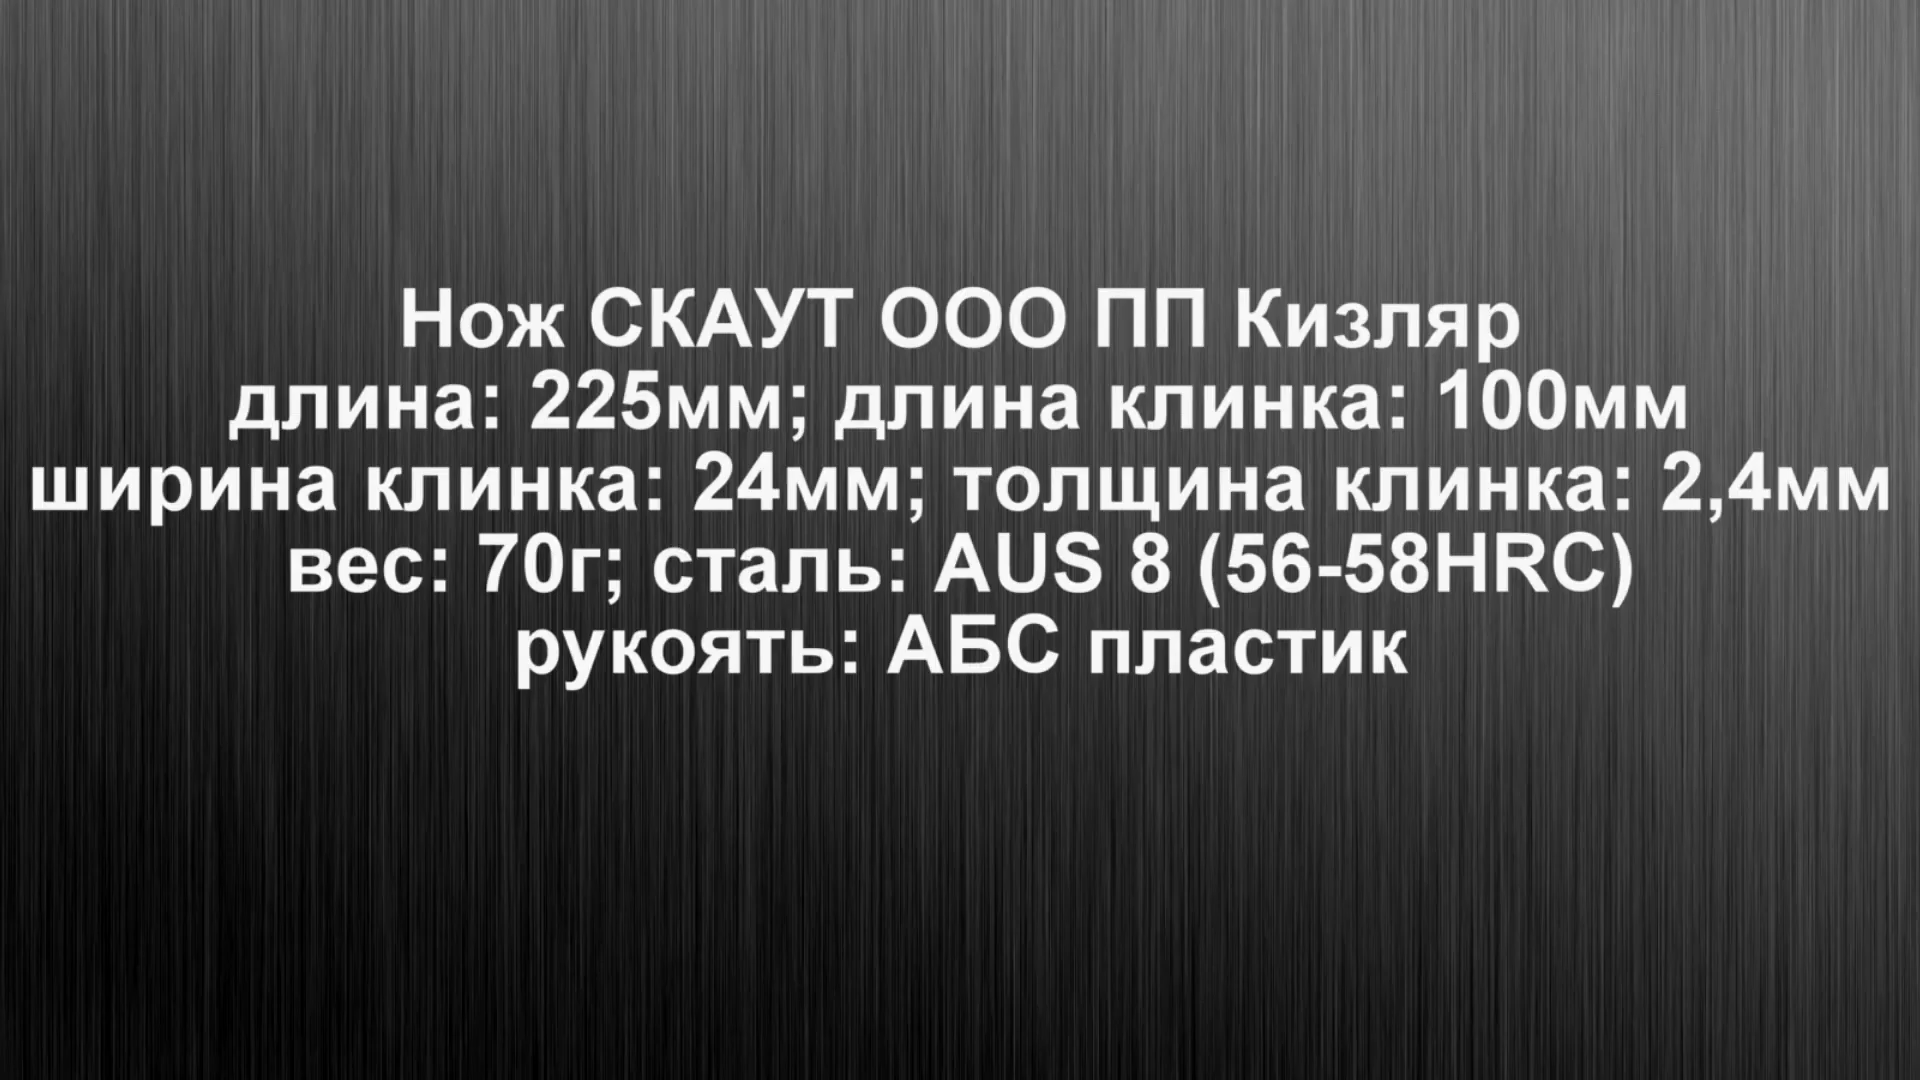 Нож СКАУТ ООО ПП Кизляр
длина: 225мм; длина клинка: 100мм
ширина клинка: 24мм; толщина клинка: 2,4мм
вес: 70г; сталь: AUS 8 (56-58HRC)
рукоять: АБС пластик